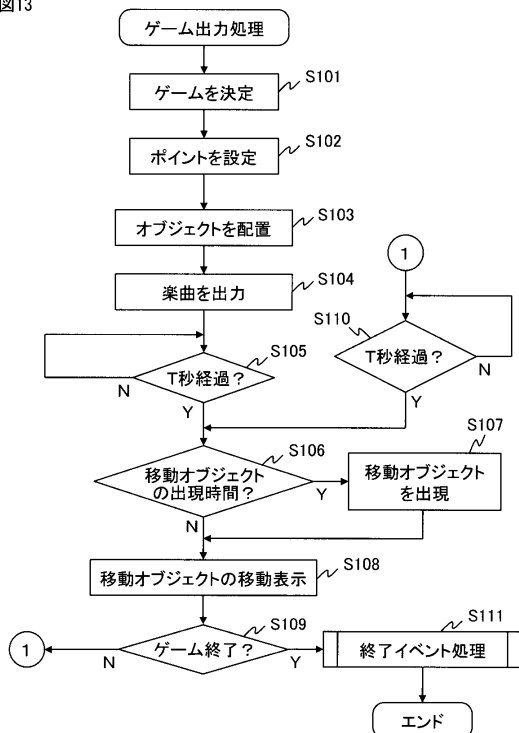 図13
ゲーム出力処理
ゲームを決定
S101
ポイントを設定
S102
オブジェクトを配置
S103
楽曲を出力
S104
1
S110
T秒経過?
N
Y
S105
T秒経過?
N
Y
S106
移動オブジェクト
の出現時間?
Y
N
S107
移動オブジェクト
を出現
移動オブジェクトの移動表示
S108
S109
ゲーム終了?
N
Y
1
S111
終了イベント処理
エンド